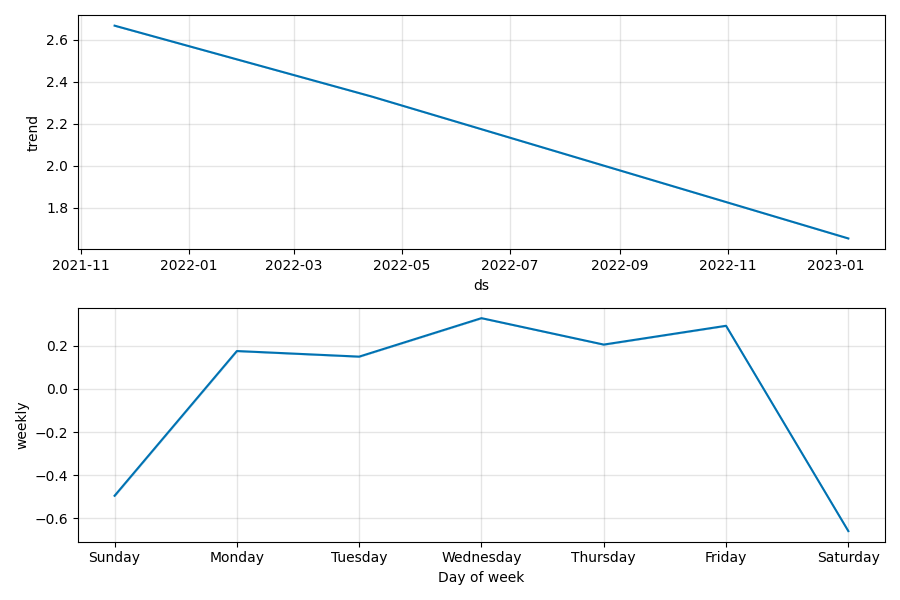 2.6
2.4
2.2
2.0
1.8
trend
2021-11 2022-01 2022-03 2022-05 2022-07 2022-09 2022-11 2023-01
ds
0.2
0.0
−0.2
−0.4
−0.6
weekly
Sunday Monday Tuesday Wednesday Thursday Friday Saturday
Day of week